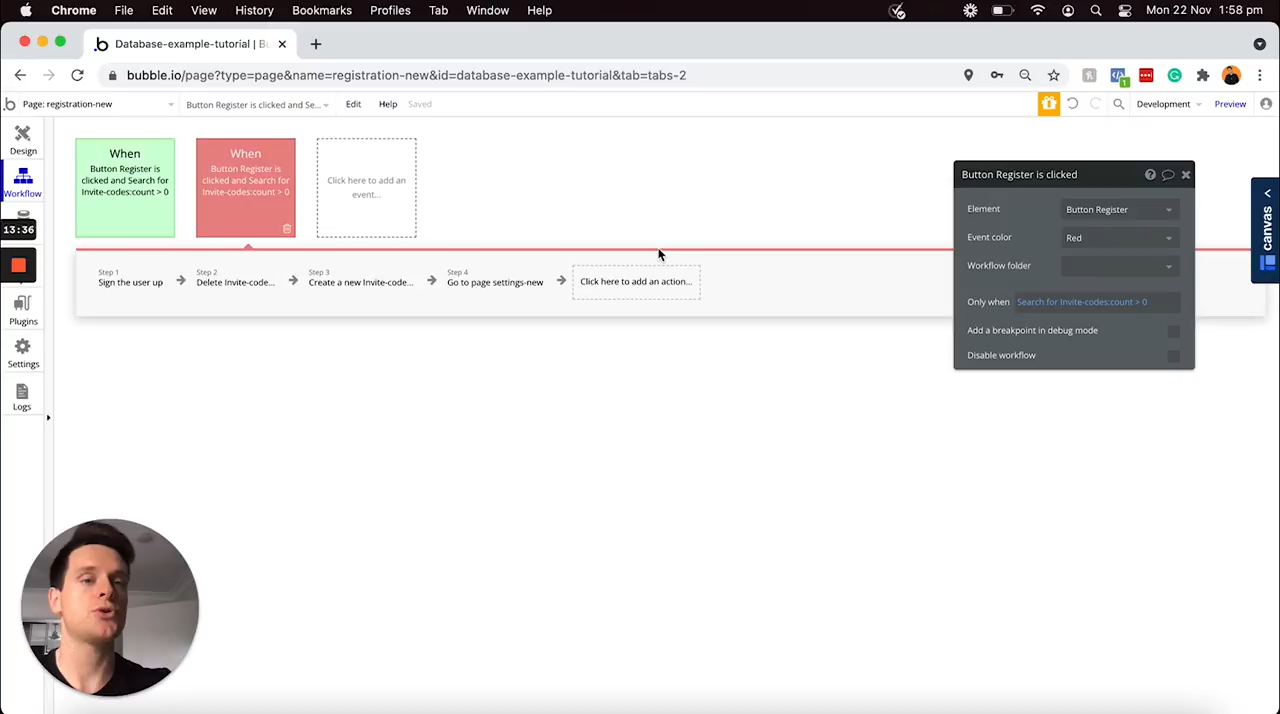 Chrome File Edit View History Bookmarks Profiles Tab Window Help Mon 22 Nov 1:58 pm
Database-example-tutorial | Bu
bubble.io/page?type=page&name=registration-new&id=database-example-tutorial&tab=tabs-2
Page: registration-new Button Register is clicked and Se... Edit Help Saved Development Preview
Design
Workflow
13:36
Plugins
Settings
Logs
When
Button Register is
clicked and Search for
Invite-codes:count > 0
When
Button Register is
clicked and Search for
Invite-codes:count > 0
Click here to add an
event...
Step 1
Sign the user up
Step 2
Delete Invite-code...
Step 3
Create a new Invite-code...
Step 4
Go to page settings-new
Click here to add an action...
Button Register is clicked
Element Button Register
Event color Red
Workflow folder
Only when Search for Invite-codes:count > 0
Add a breakpoint in debug mode
Disable workflow
canvas